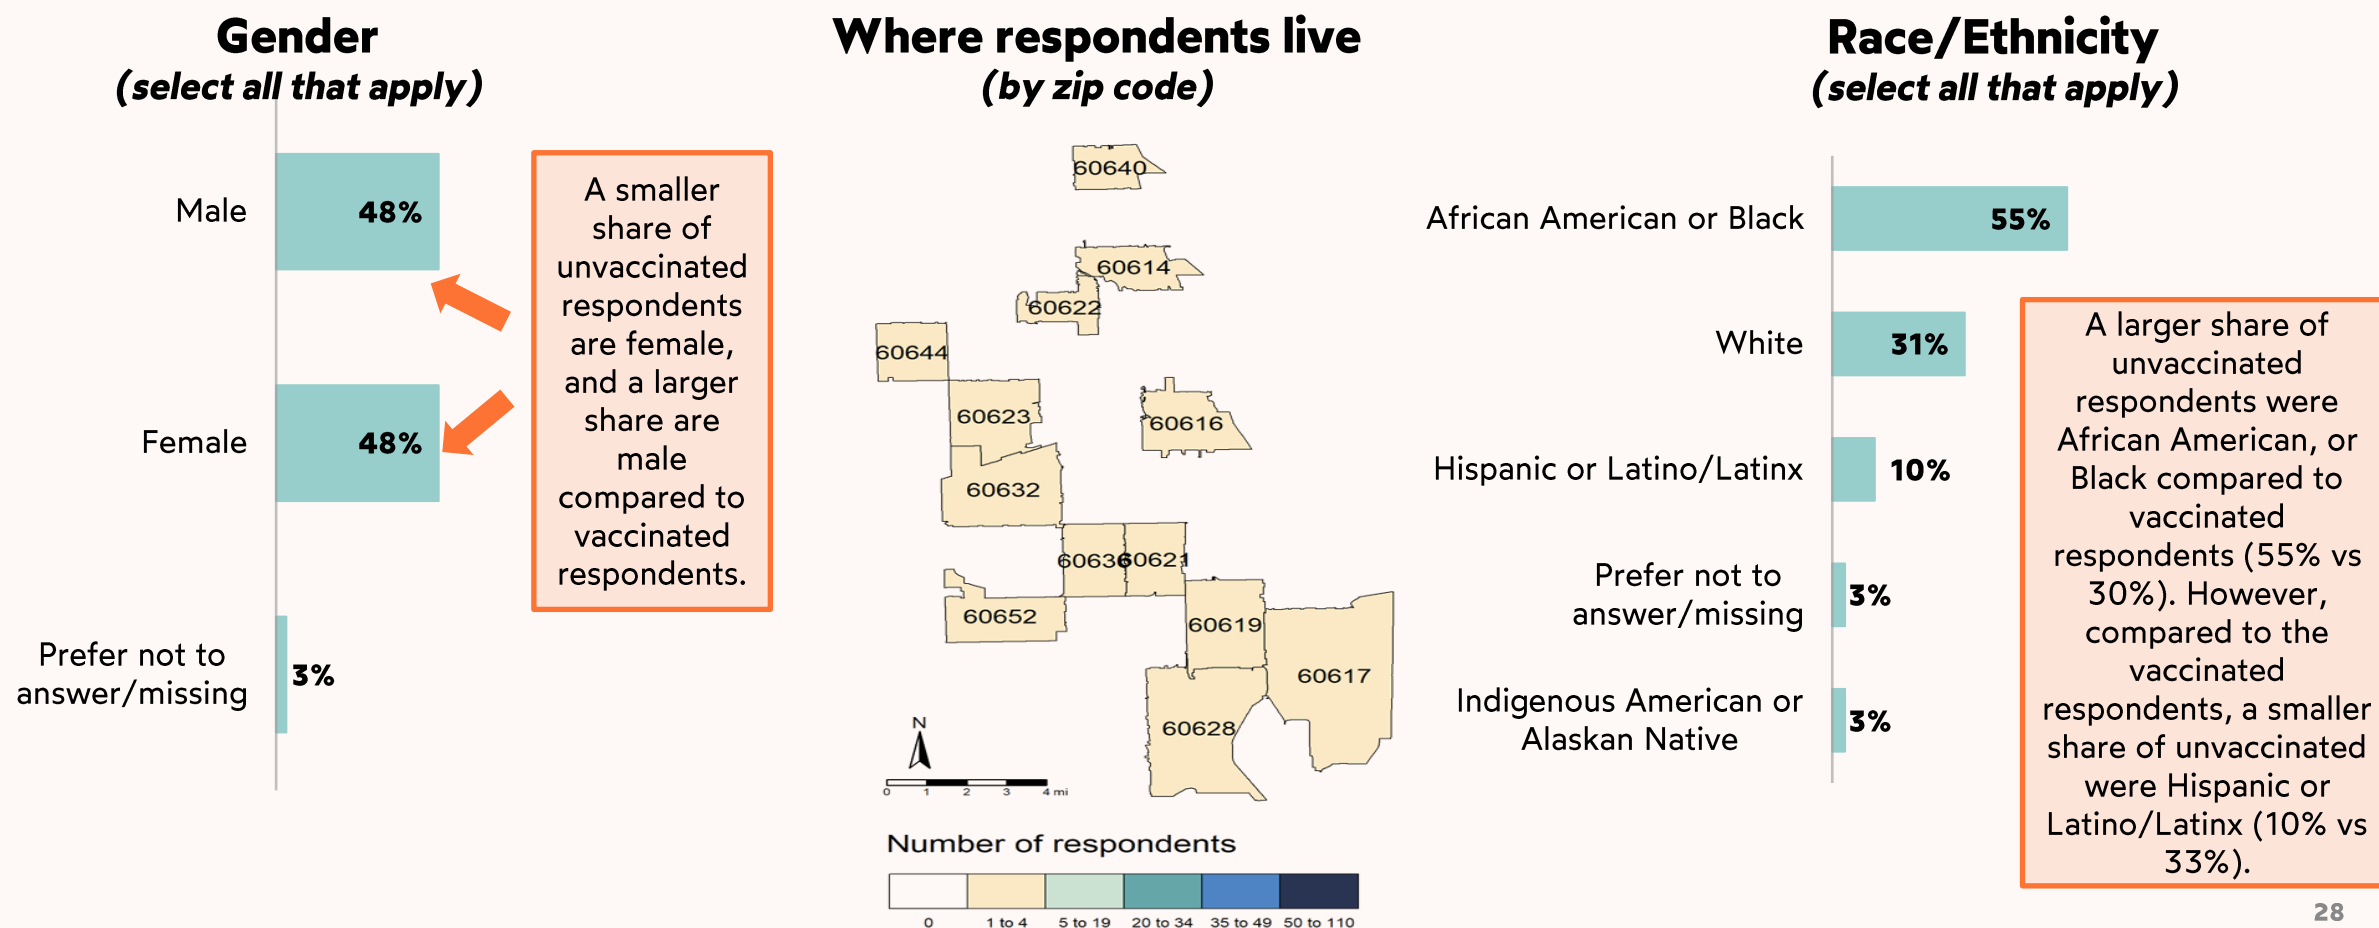 Gender
(select all that apply)
Male
48%
Female
48%
Prefer not to
answer/missing
3%
A smaller
share of
unvaccinated
respondents
are female,
and a larger
share are
male
compared to
vaccinated
respondents.
Where respondents live
(by zip code)
60640
60614
60622
60644
60623
60616
60632
60636
60621
60652
60619
60617
60628
N
0 1 2 3 4 mi
Number of respondents
0 1 to 4 5 to 19 20 to 34 35 to 49 50 to 110
Race/Ethnicity
(select all that apply)
African American or Black
55%
White
31%
Hispanic or Latino/Latinx
10%
Prefer not to
answer/missing
3%
Indigenous American or
Alaskan Native
3%
A larger share of
unvaccinated
respondents were
African American, or
Black compared to
vaccinated
respondents (55% vs
30%). However,
compared to the
vaccinated
respondents, a smaller
share of unvaccinated
were Hispanic or
Latino/Latinx (10% vs
33%).
28